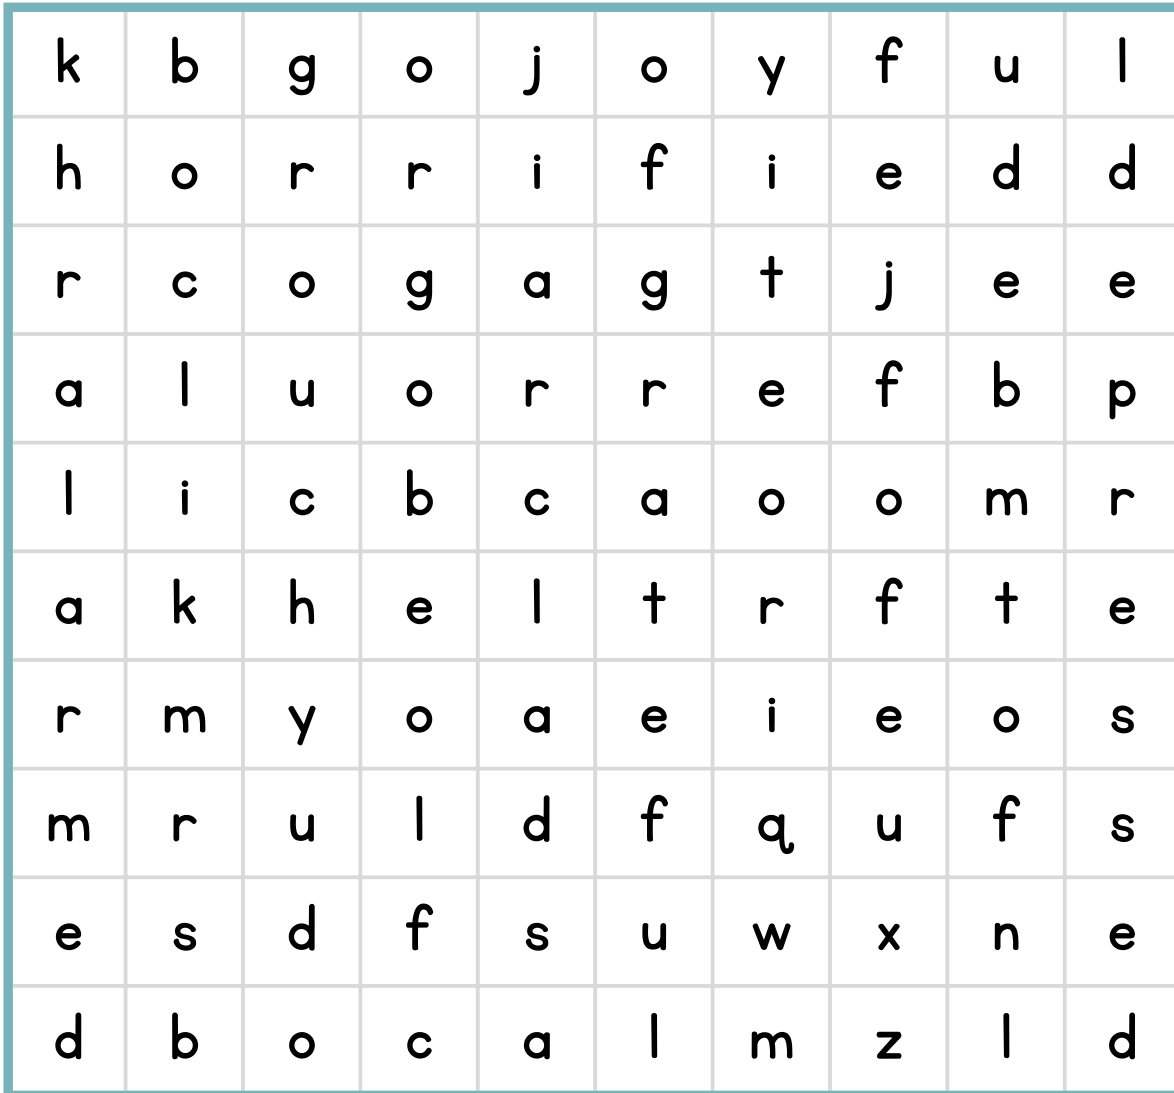 k b g o j o y f u l
h o r r i f i e d d
r c o g a g t j e e
a l u o r r e f b p
l i c b c a o o m r
a k h e l t r f t e
r m y o a e i e o s
m r u l d f q u f s
e s d f s u w x n e
d b o c a l m z l d